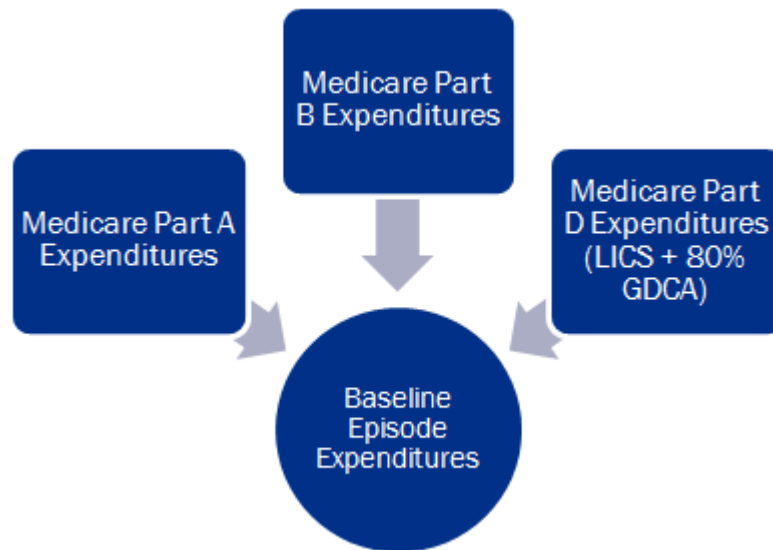 Medicare Part
B Expenditures
Medicare Part A
Expenditures
Medicare Part
D Expenditures
(LICS + 80%
GDCA)
Baseline
Episode
Expenditures